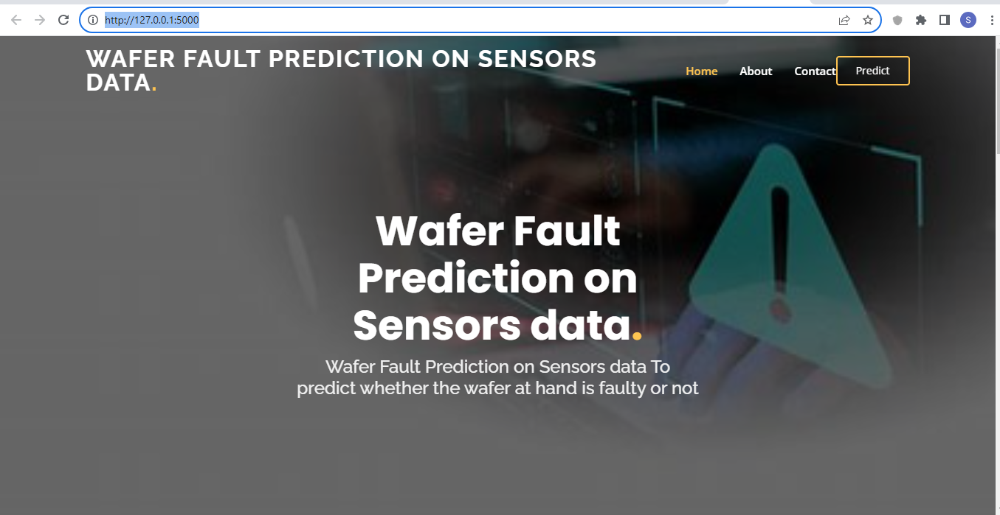 http://127.0.0.1:5000
S
WAFER FAULT PREDICTION ON SENSORS
DATA.
Home About Contact Predict
Wafer Fault
Prediction on
Sensors data.
Wafer Fault Prediction on Sensors data To
predict whether the wafer at hand is faulty or not